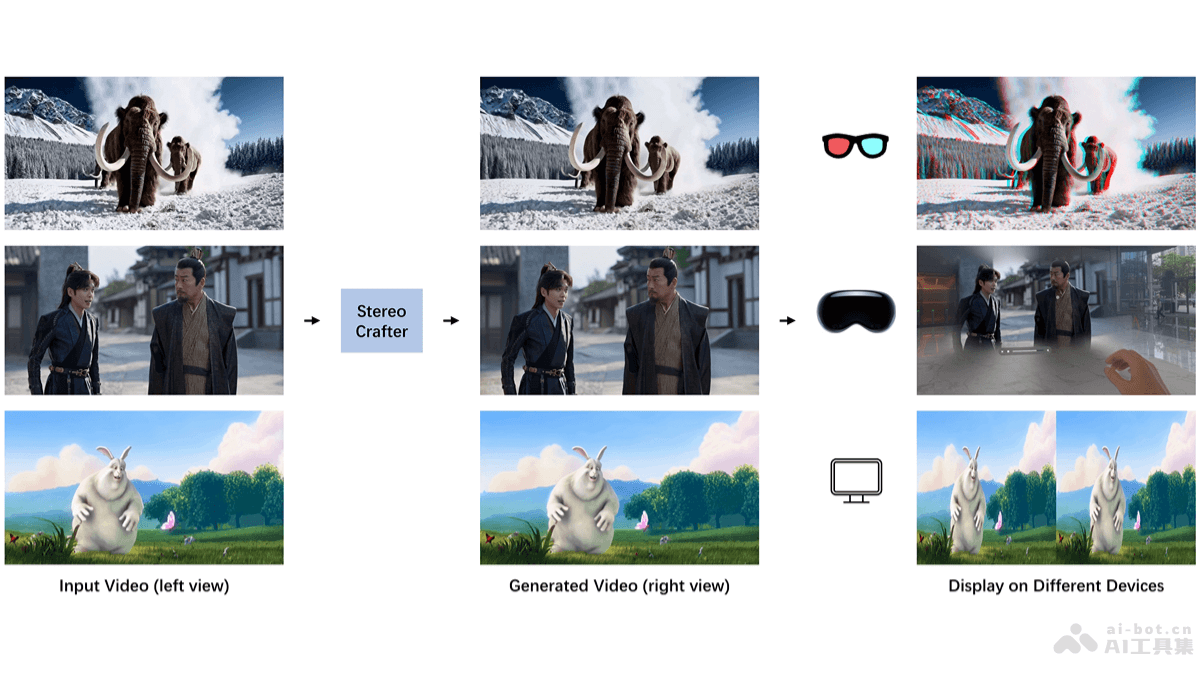 Stereo
Crafter
Input Video (left view)
Generated Video (right view)
Display on Different Devices
ai-bot.cn
AI工具集